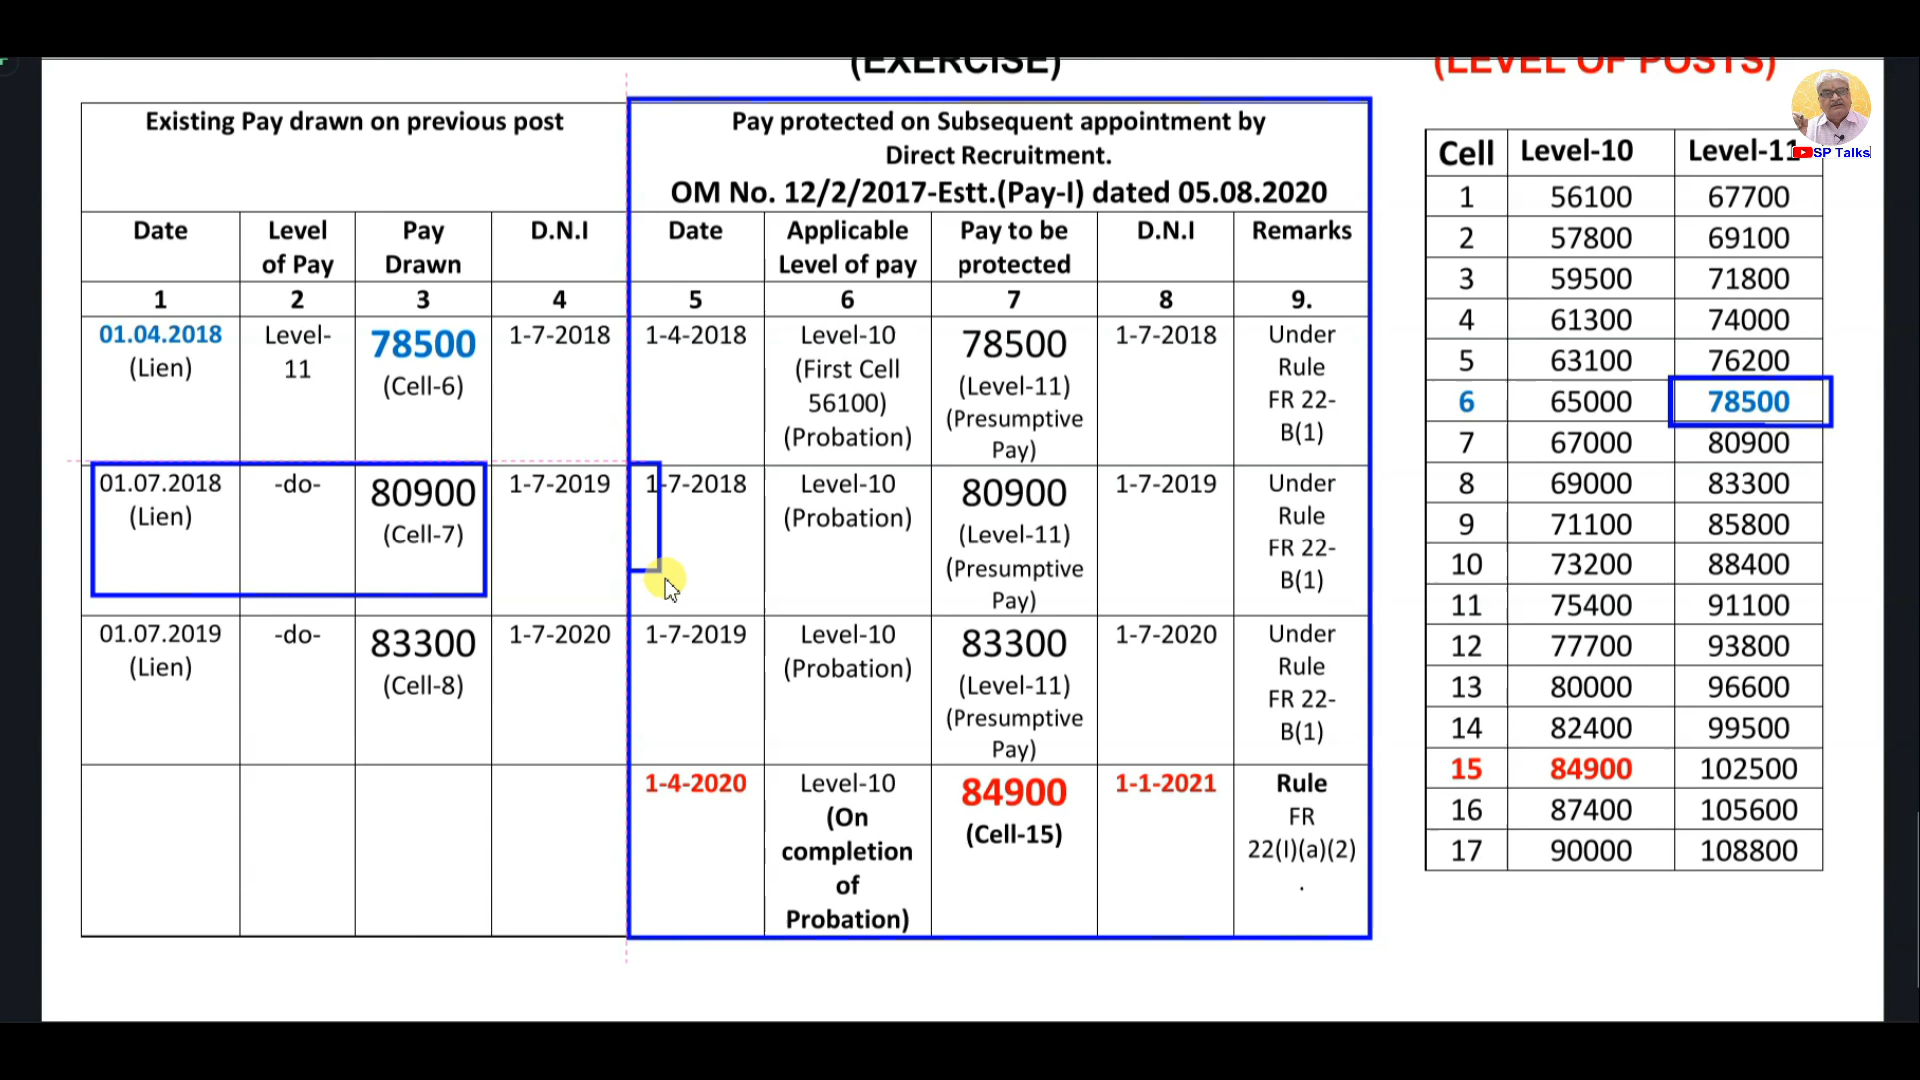 (EXERCISE)
(LEVEL OF POSTS)
SP Talks
Existing Pay drawn on previous post
Pay protected on Subsequent appointment by
Direct Recruitment.
OM No. 12/2/2017-Estt.(Pay-I) dated 05.08.2020
Date
Level
of Pay
Pay
Drawn
D.N.I
Date
Applicable
Level of pay
Pay to be
protected
D.N.I
Remarks
1
2
3
4
5
6
7
8
9.
01.04.2018
(Lien)
Level-
11
78500
(Cell-6)
1-7-2018
1-4-2018
Level-10
(First Cell
56100)
(Probation)
78500
(Level-11)
(Presumptive
Pay)
1-7-2018
Under
Rule
FR 22-
B(1)
01.07.2018
(Lien)
-do-
80900
(Cell-7)
1-7-2019
1-7-2018
Level-10
(Probation)
80900
(Level-11)
(Presumptive
Pay)
1-7-2019
Under
Rule
FR 22-
B(1)
01.07.2019
(Lien)
-do-
83300
(Cell-8)
1-7-2020
1-7-2019
Level-10
(Probation)
83300
(Level-11)
(Presumptive
Pay)
1-7-2020
Under
Rule
FR 22-
B(1)
1-4-2020
Level-10
(On
completion
of
Probation)
84900
(Cell-15)
1-1-2021
Rule
FR
22(I)(a)(2)
.
Cell Level-10 Level-11
1 56100 67700
2 57800 69100
3 59500 71800
4 61300 74000
5 63100 76200
6 65000 78500
7 67000 80900
8 69000 83300
9 71100 85800
10 73200 88400
11 75400 91100
12 77700 93800
13 80000 96600
14 82400 99500
15 84900 102500
16 87400 105600
17 90000 108800